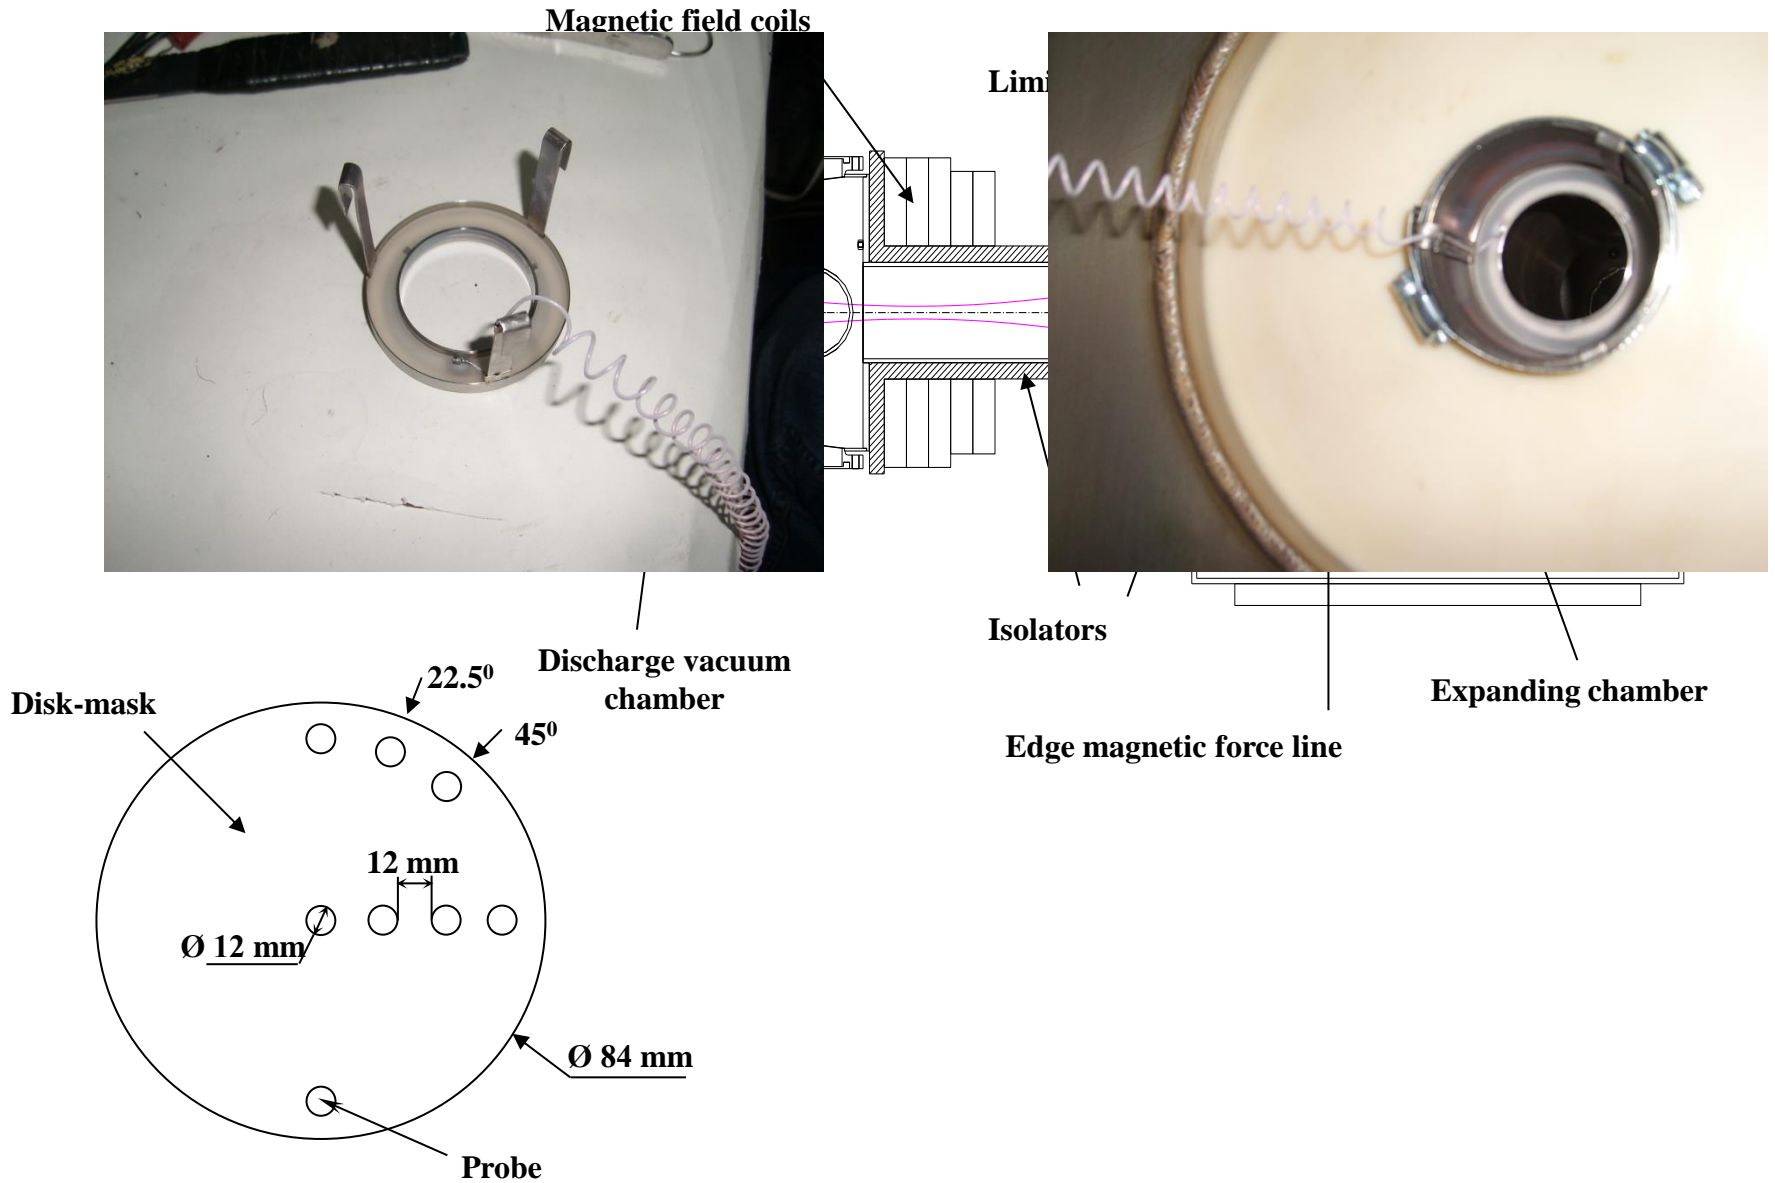 Magnetic field coils
Limi
Isolators
Discharge vacuum
chamber
22.5⁰
Disk-mask
45⁰
Expanding chamber
Edge magnetic force line
12 mm
Ø 12 mm
Ø 84 mm
Probe